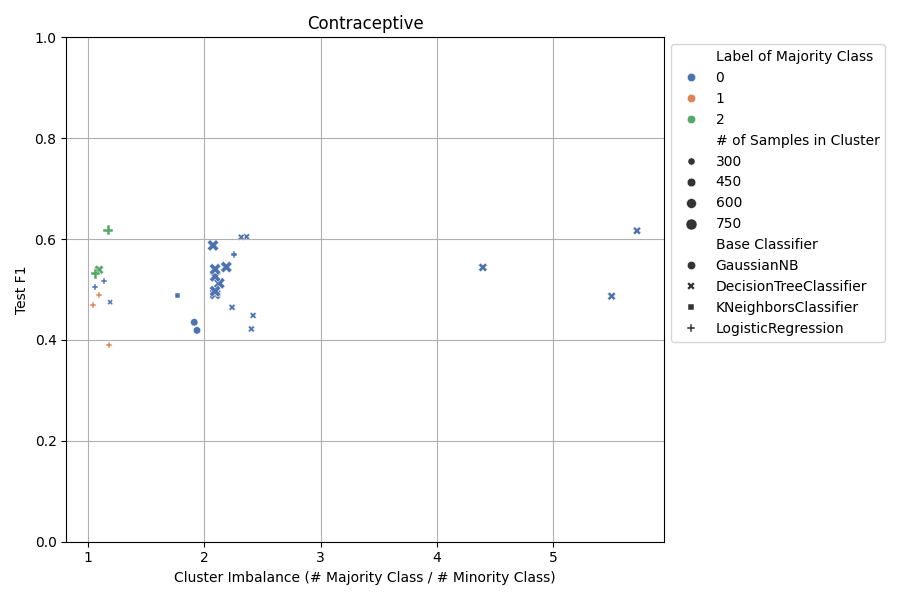 Contraceptive
1.0
0.8
0.6
0.4
0.2
0.0
Test F1
1
2
3
4
5
Cluster Imbalance (# Majority Class / # Minority Class)
Label of Majority Class
0
1
2
# of Samples in Cluster
300
450
600
750
Base Classifier
GaussianNB
DecisionTreeClassifier
KNeighborsClassifier
LogisticRegression